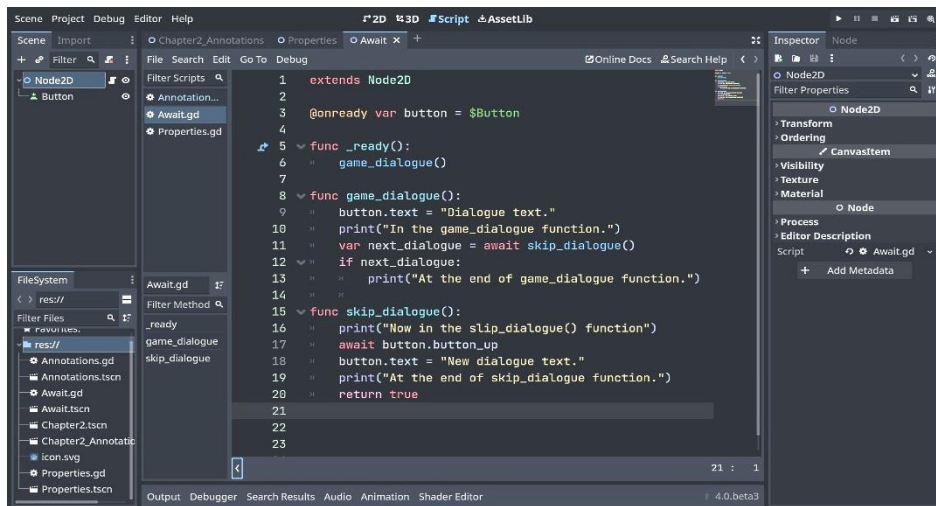 Scene Project Debug Editor Help 2D 3D Script AssetLib
Scene Import
Filter
Node2D
Button
FileSystem
res://
Filter Files
Favorites:
res://
Annotations.gd
Annotations.tscn
Await.gd
Await.tscn
Chapter2.tscn
Chapter2_Annotatio
icon.svg
Properties.gd
Properties.tscn
Chapter2_Annotations Properties Await
File Search Edit Go To Debug Online Docs Search Help
Filter Scripts
Annotation...
Await.gd
Properties.gd
Await.gd
Filter Method
_ready
game_dialogue
skip_dialogue
1 extends Node2D
2
3 @onready var button = $Button
4
5 func _ready():
6 game_dialogue()
7
8 func game_dialogue():
9 button.text = "Dialogue text."
10 print("In the game_dialogue function.")
11 var next_dialogue = await skip_dialogue()
12 if next_dialogue:
13 print("At the end of game_dialogue function.")
14
15 func skip_dialogue():
16 print("Now in the slip_dialogue() function")
17 await button.button_up
18 button.text = "New dialogue text."
19 print("At the end of skip_dialogue function.")
20 return true
21
22
23
21 : 1
Output Debugger Search Results Audio Animation Shader Editor 4.0.beta3
Inspector Node
Node2D
Filter Properties
Node2D
Transform
Ordering
CanvasItem
Visibility
Texture
Material
Node
Process
Editor Description
Script Await.gd
+ Add Metadata